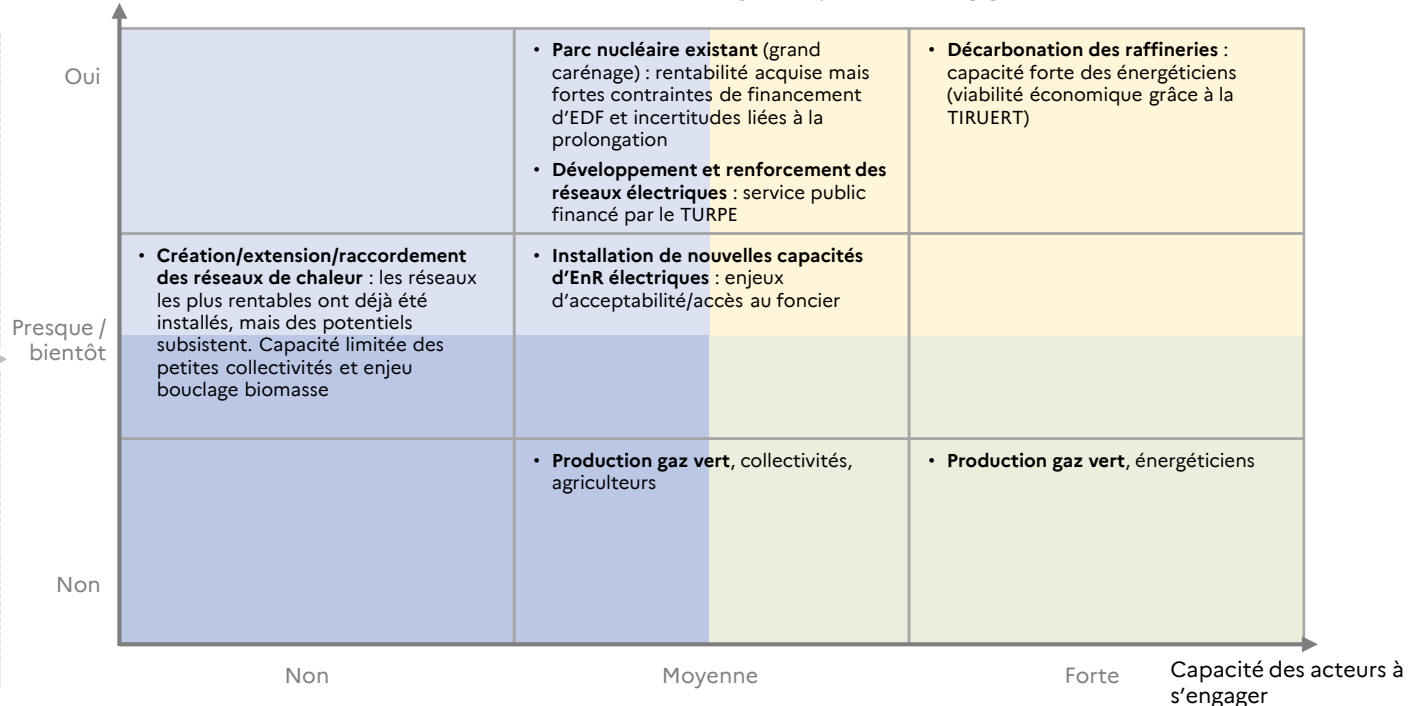 Oui
• Parc nucléaire existant (grand
carénage) : rentabilité acquise mais
fortes contraintes de financement
d'EDF et incertitudes liées à la
prolongation
• Développement et renforcement des
réseaux électriques : service public
financé par le TURPE
• Décarbonation des raffineries :
capacité forte des énergéticiens
(viabilité économique grâce à la
TIRUERT)
Presque /
bientôt
• Création/extension/raccordement
des réseaux de chaleur : les réseaux
les plus rentable ont déjà été
installés, mais des potentiels
subsistent. Capacité limitée des
petites collectivités et enjeu
bouclage biomasse
• Installation de nouvelles capacités
d'EnR électriques : enjeux
d'acceptabilité/accès au foncier
Non
• Production gaz vert, collectivités,
agriculteurs
• Production gaz vert, énergéticiens
Non
Moyenne
Forte
Capacité des acteurs à
s'engager